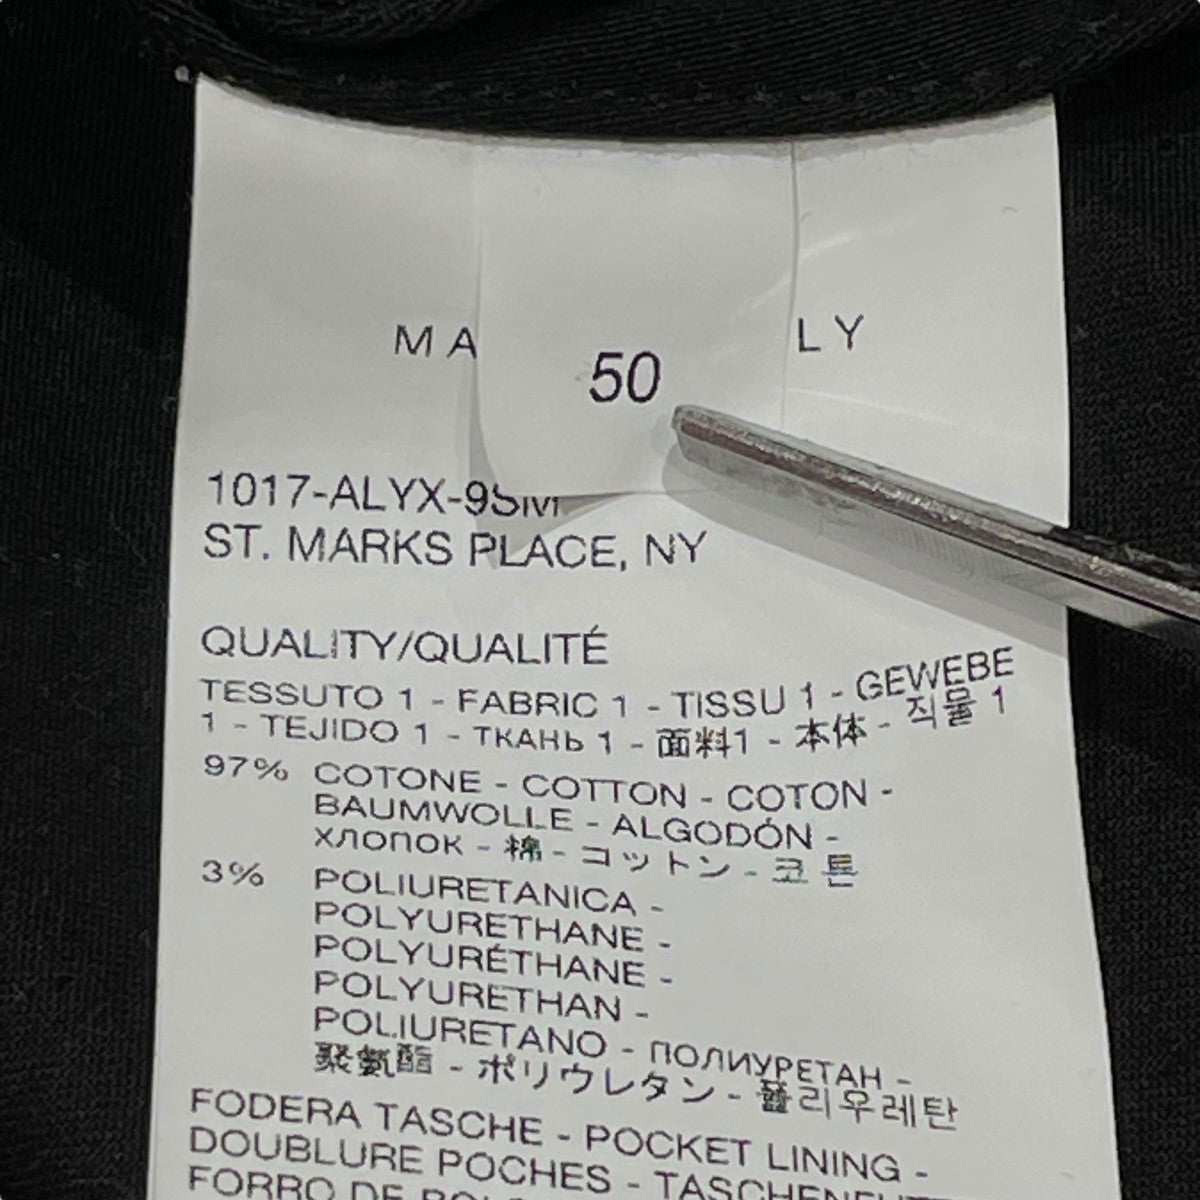 MA
LY
50
1017-ALYX-9SM
ST. MARKS PLACE, NY
QUALITY/QUALITÉ
TESSUTO 1 - FABRIC 1 - TISSU 1 - GEWEBE
1 - TEJIDO 1 - ТКАНЬ 1 - 面料1 - 本体 - 직물 1
97% COTONE - COTTON - COTON -
BAUMWOLLE - ALGODÓN -
ХЛОПОК - 棉 - コットン - 코튼
3% POLIURETANICA -
POLYURETHANE -
POLYURÉTHANE -
POLYURETHAN -
POLIURETANO - ПОЛИУРЕТАН -
聚氨酯 - ポリウレタン - 폴리우레탄
FODERA TASCHE - POCKET LINING -
DOUBLURE POCHES - TASCHENFUTTE
FORRO DE